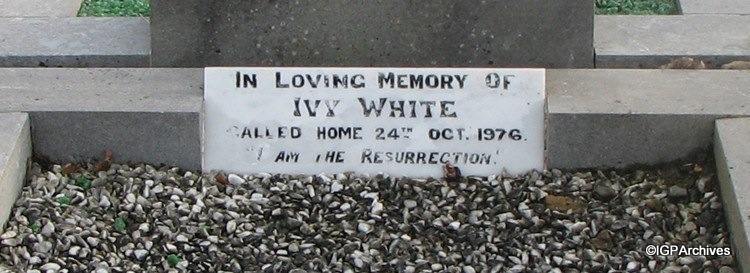 In Loving Memory Of
Ivy White
Called Home 24TH Oct. 1976.
"I am the Resurrection."
©IGPArchives